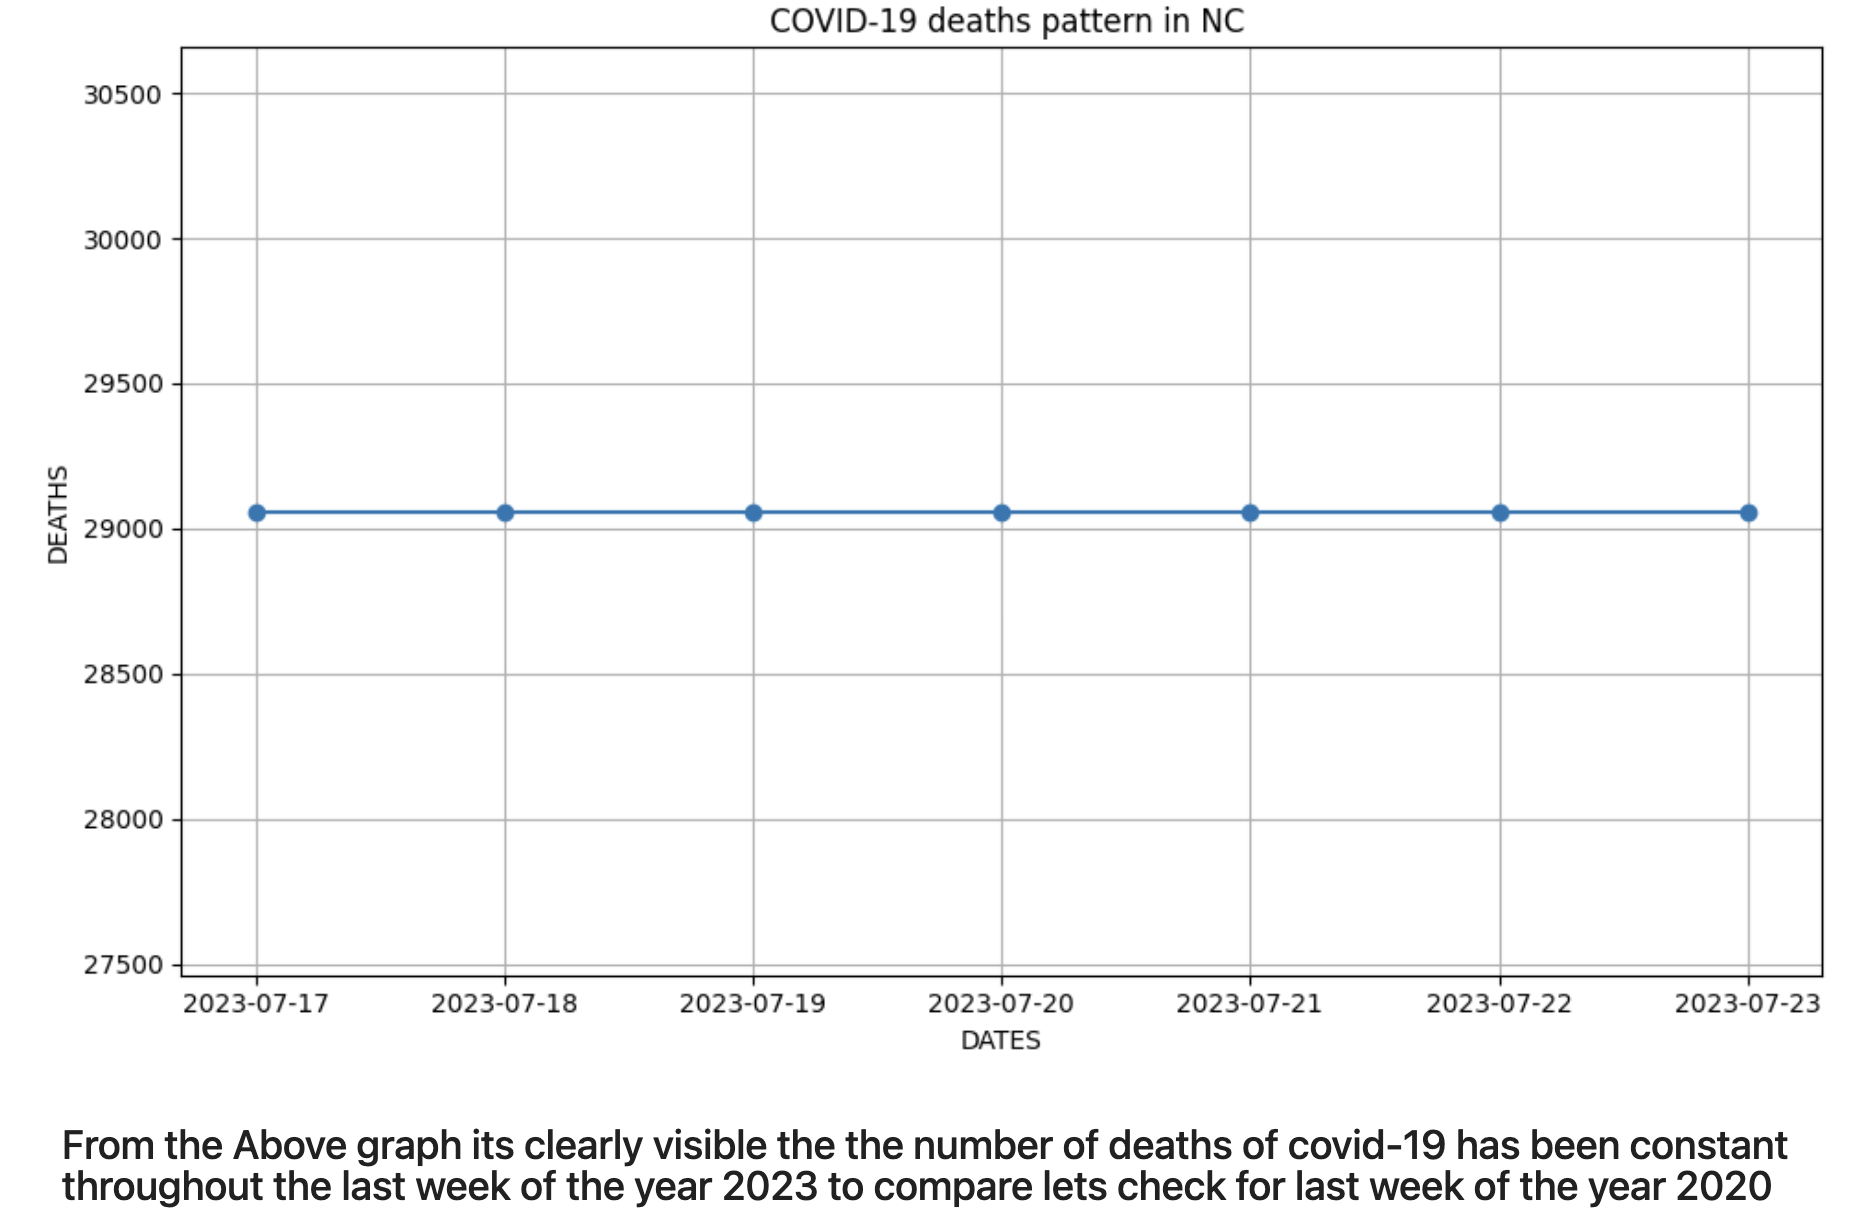 COVID-19 deaths pattern in NC
30500
30000
29500
29000
28500
28000
27500
DEATHS
2023-07-17 2023-07-18 2023-07-19 2023-07-20 2023-07-21 2023-07-22 2023-07-23
DATES
From the Above graph its clearly visible the the number of deaths of covid-19 has been constant
throughout the last week of the year 2023 to compare lets check for last week of the year 2020